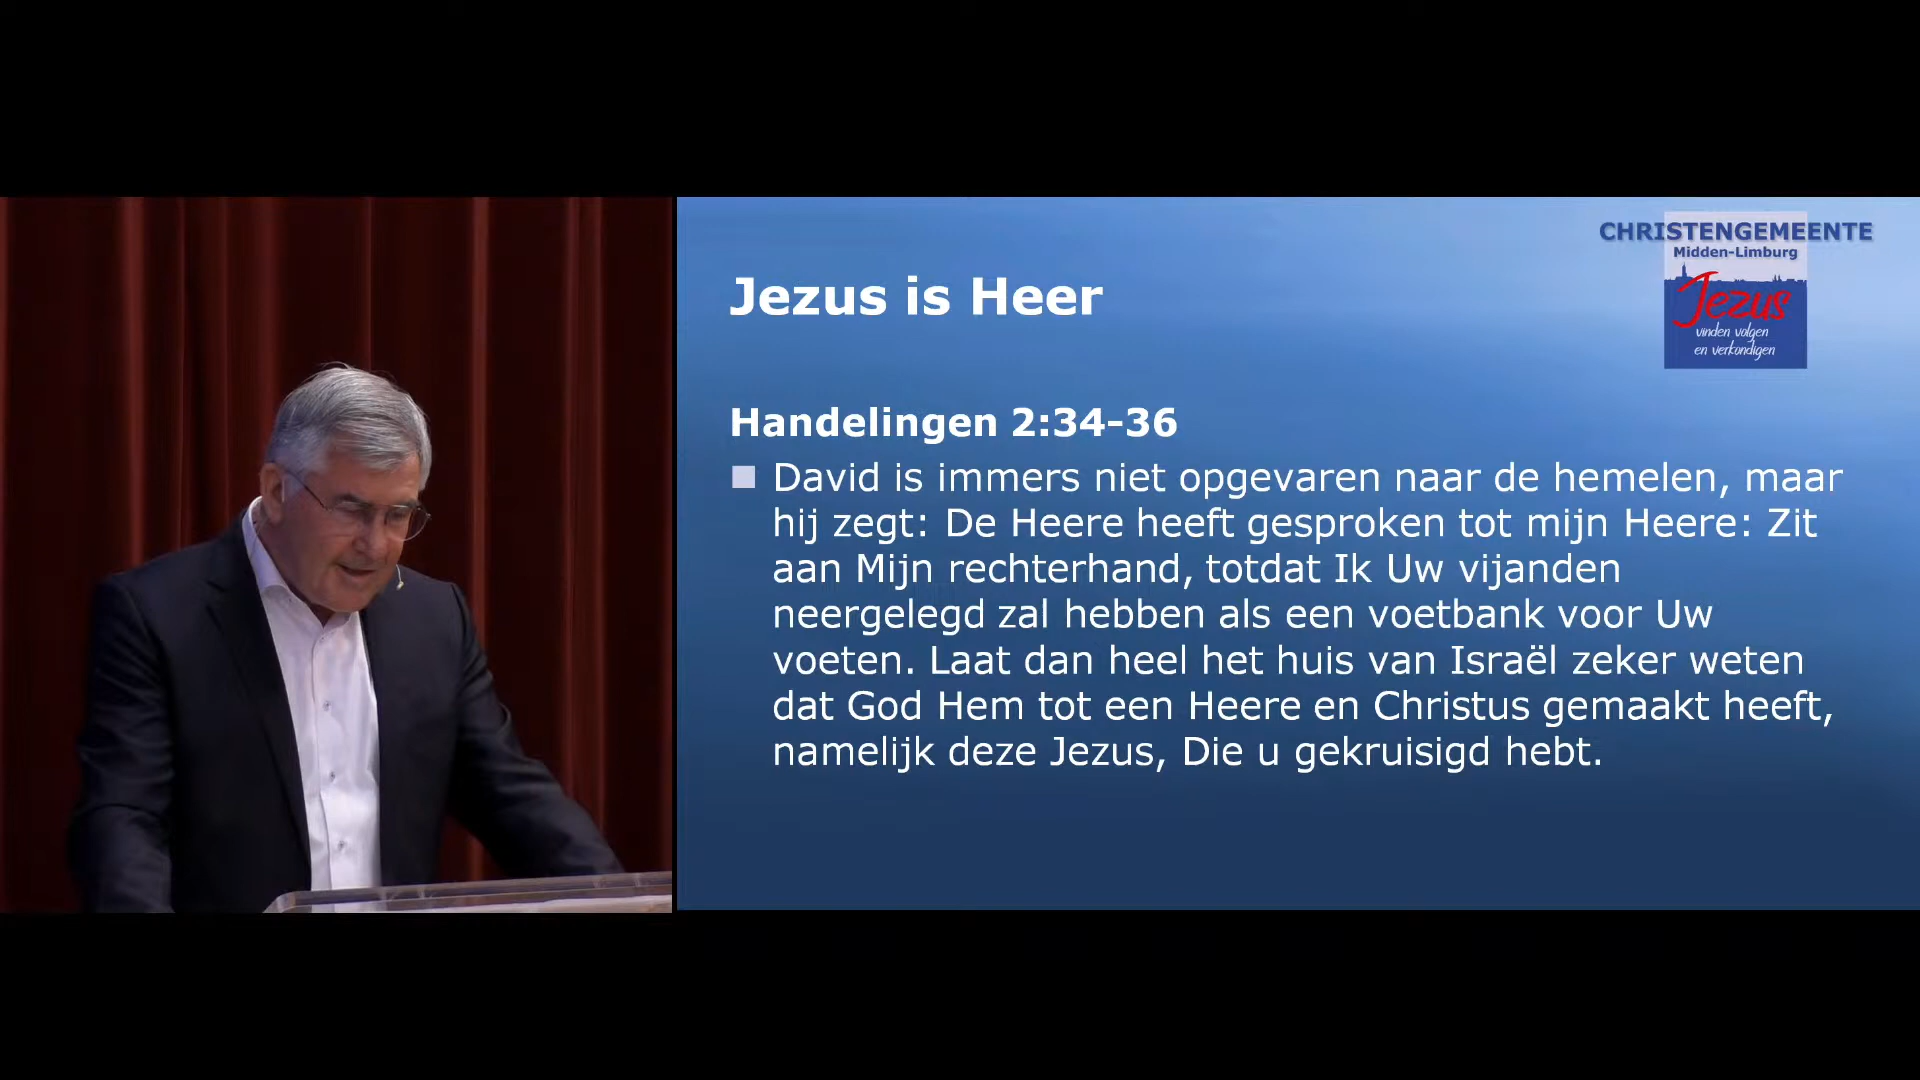 CHRISTENGEMEENTE
Midden-Limburg
Jezus
vinden volgen
en verkondigen
Jezus is Heer
Handelingen 2:34-36
David is immers niet opgevaren naar de hemelen, maar
hij zegt: De Heere heeft gesproken tot mijn Heere: Zit
aan Mijn rechterhand, totdat Ik Uw vijanden
neergelegd zal hebben als een voetbank voor Uw
voeten. Laat dan heel het huis van Israël zeker weten
dat God Hem tot een Heere en Christus gemaakt heeft,
namelijk deze Jezus, Die u gekruisigd hebt.